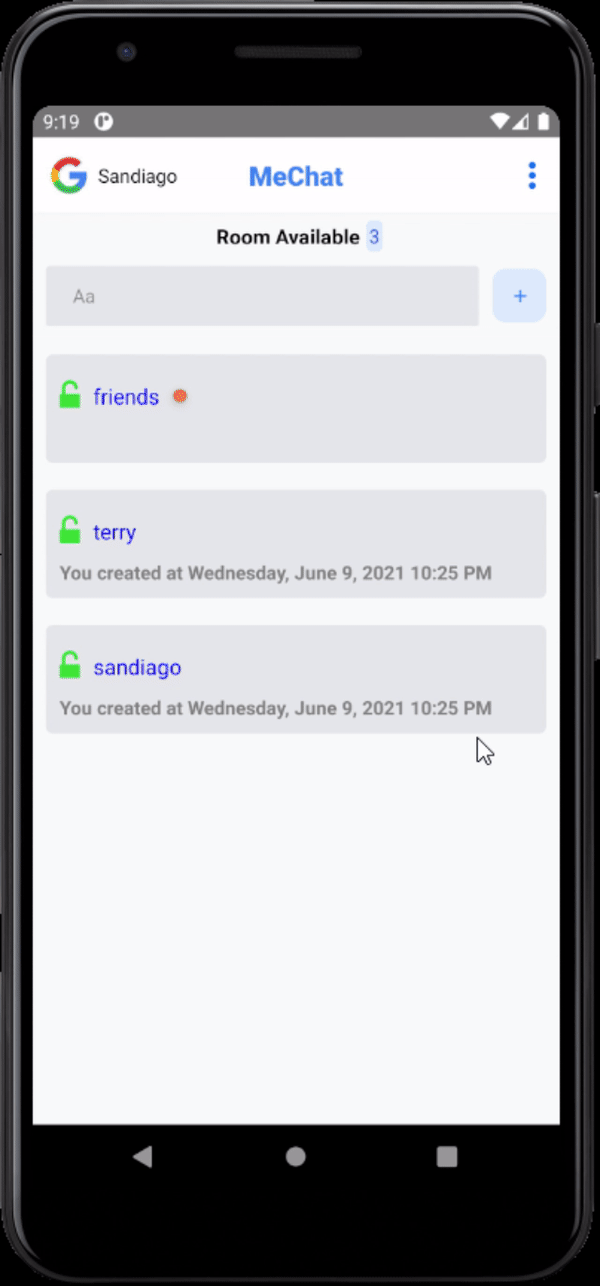 9:19
Sandiago
MeChat
Room Available 3
Aa
+
friends
terry
You created at Wednesday, June 9, 2021 10:25 PM
sandiago
You created at Wednesday, June 9, 2021 10:25 PM